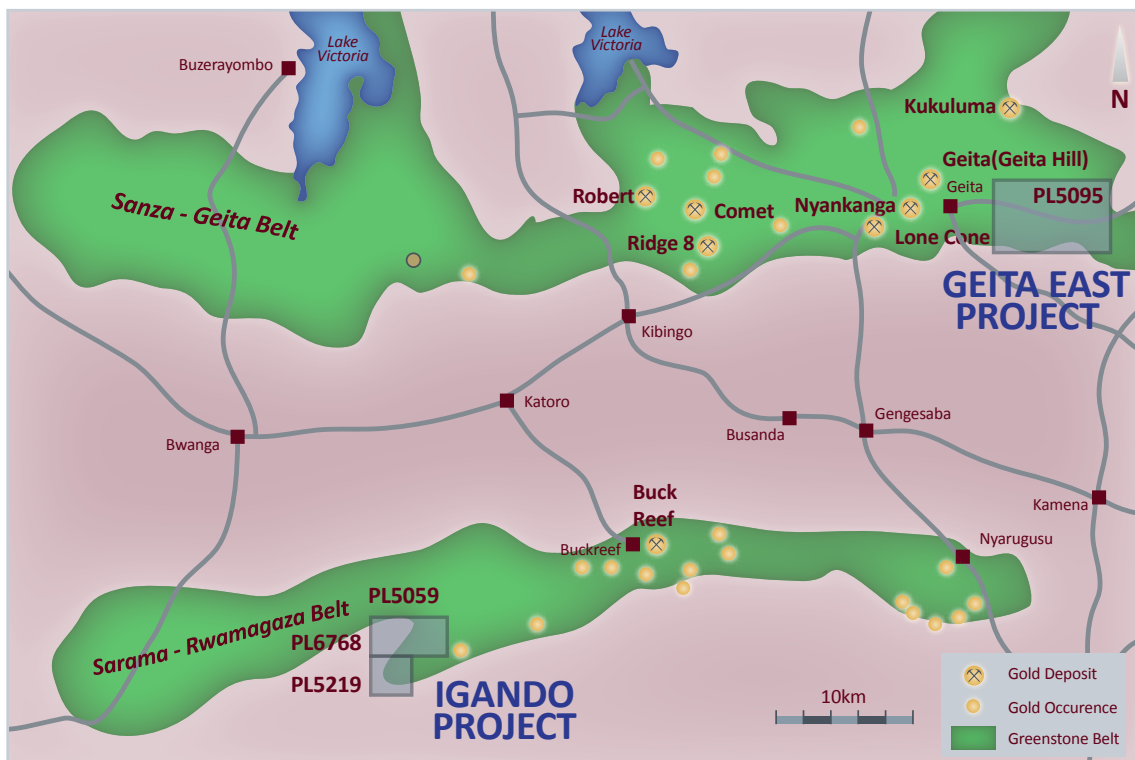 Lake
Victoria
Lake
Victoria
Buzerayombo
N
Kukuluma
Geita(Geita Hill)
Geita
PL5095
Robert
Comet
Nyankanga
Sanza - Geita Belt
Ridge 8
Lone Cone
GEITA EAST
PROJECT
Kibingo
Katoro
Busanda
Gengesaba
Bwanga
Buck
Reef
Kamena
Buckreef
Nyarugusu
PL5059
Sarama - Rwamagaza Belt
PL6768
PL5219
IGANDO
PROJECT
10km
Gold Deposit
Gold Occurence
Greenstone Belt